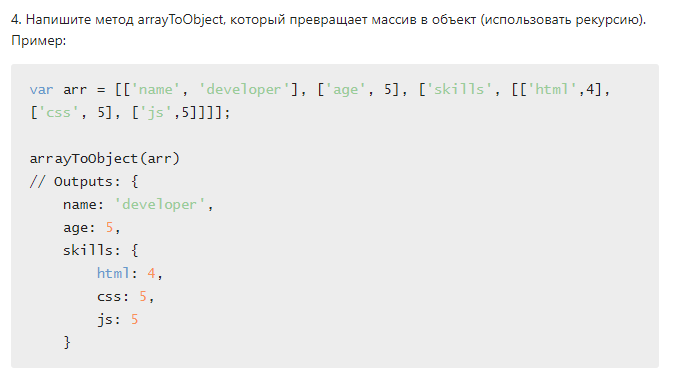 4. Напишите метод arrayToObject, который превращает массив в объект (использовать рекурсию).
Пример:
var arr = [['name', 'developer'], ['age', 5], ['skills', [['html',4],
['css', 5], ['js',5]]]];
arrayToObject(arr)
// Outputs: {
name: 'developer',
age: 5,
skills: {
html: 4,
css: 5,
js: 5
}